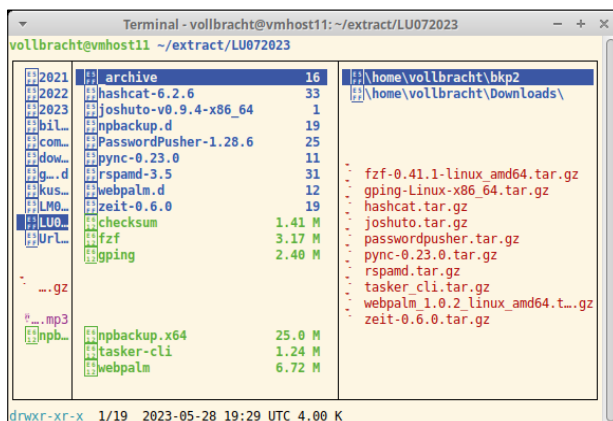 Terminal - vollbracht@vmhost11: ~/extract/LU072023
vollbracht@vmhost11 ~/extract/LU072023
2021
2022
2023
bil…
com…
dow…
g….d
kus…
LM0…
LU0…
Url…
….gz
….mp3
npb…
archive 16
hashcat-6.2.6 33
joshuto-v0.9.4-x86_64 1
npbackup.d 19
PasswordPusher-1.28.6 25
pync-0.23.0 11
rspamd-3.5 31
webpalm.d 12
zeit-0.6.0 19
checksum 1.41 M
fzf 3.17 M
gping 2.40 M
npbackup.x64 25.0 M
tasker-cli 1.24 M
webpalm 6.72 M
\home\vollbracht\bkp2
\home\vollbracht\Downloads\
fzf-0.41.1-linux_amd64.tar.gz
gping-Linux-x86_64.tar.gz
hashcat.tar.gz
joshuto.tar.gz
passwordpusher.tar.gz
pync-0.23.0.tar.gz
rspamd.tar.gz
tasker_cli.tar.gz
webpalm_1.0.2_linux_amd64.t….gz
zeit-0.6.0.tar.gz
drwxr-xr-x 1/19 2023-05-28 19:29 UTC 4.00 K